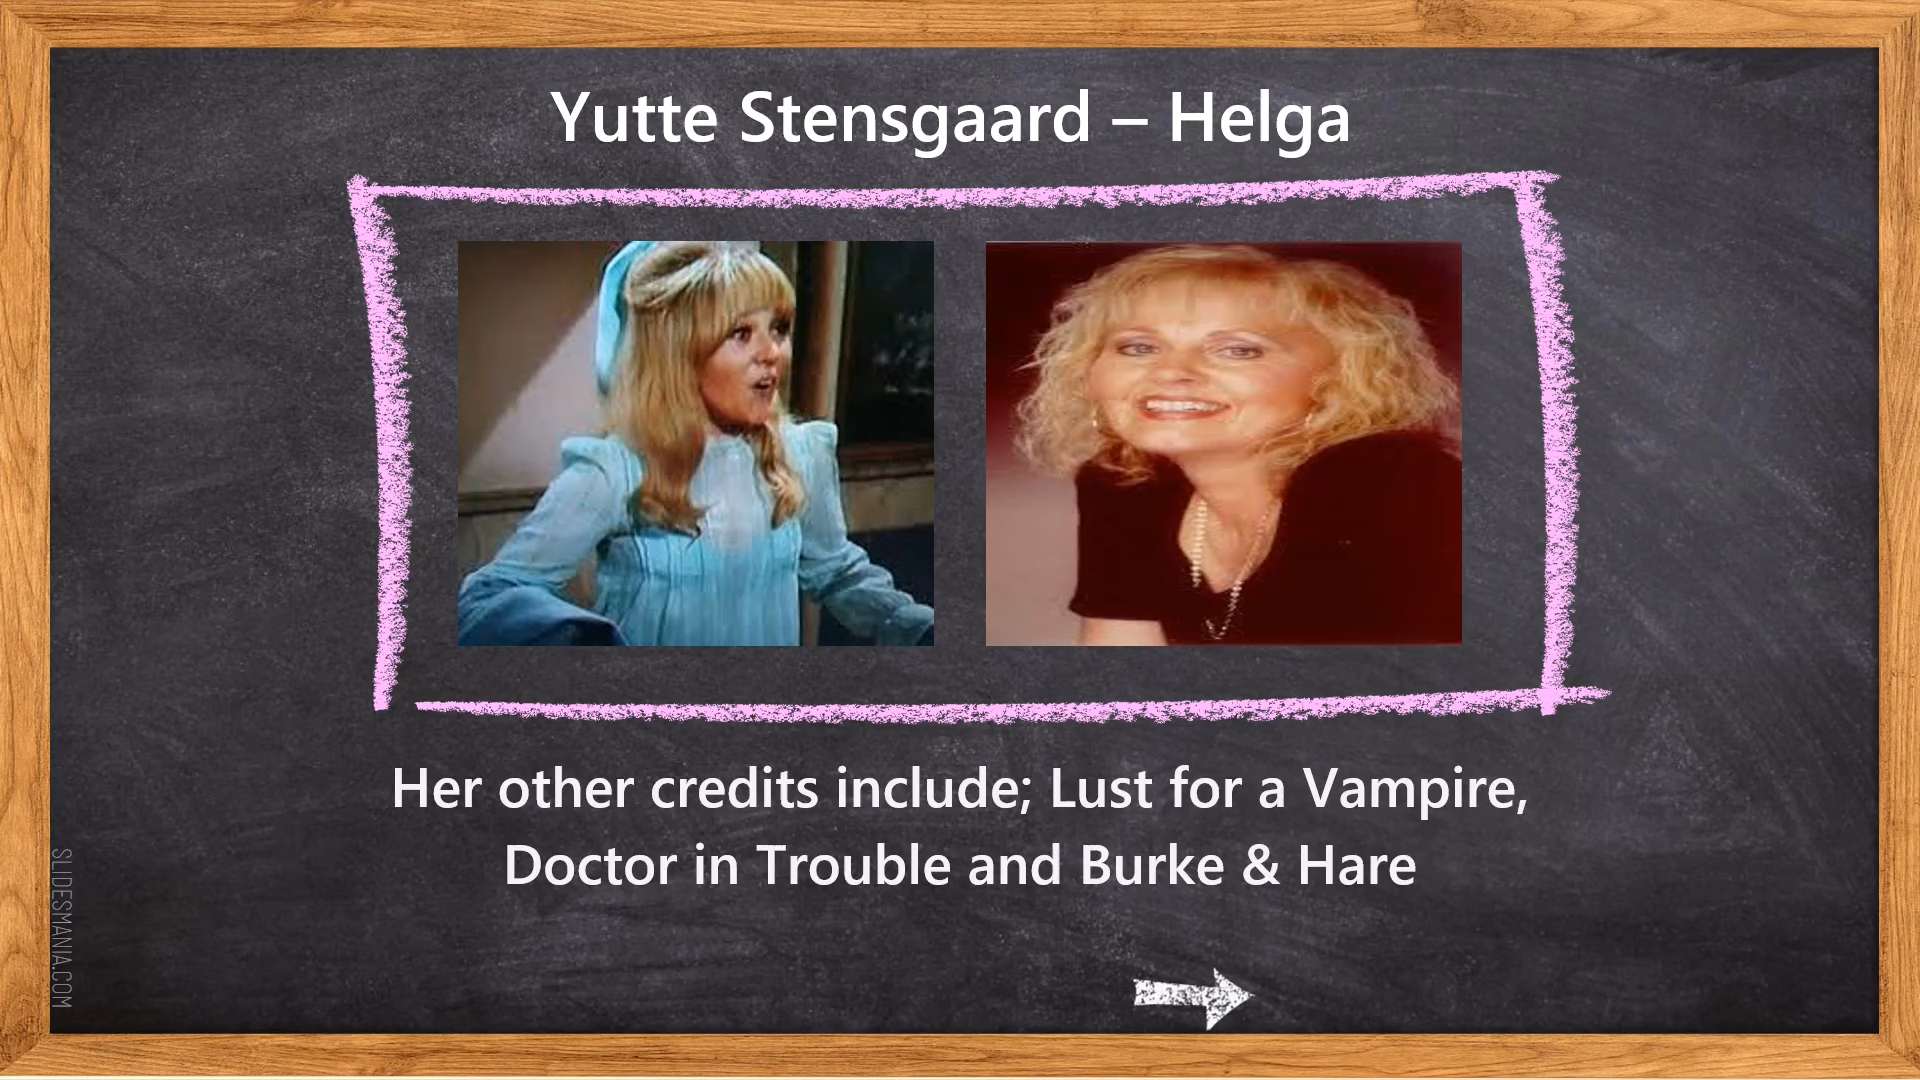 Yutte Stensgaard – Helga
Her other credits include; Lust for a Vampire,
Doctor in Trouble and Burke & Hare
SLIDESMANIA.COM